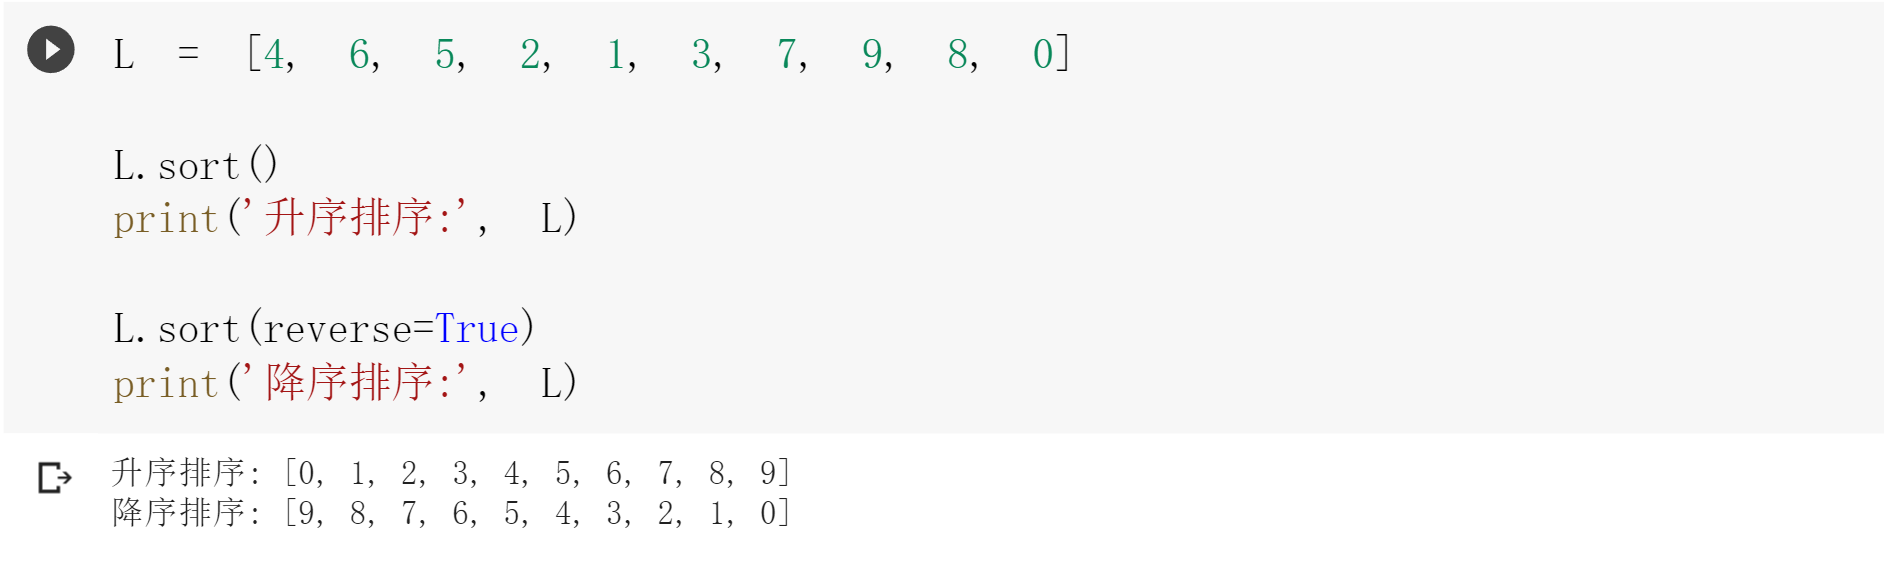 L = [4, 6, 5, 2, 1, 3, 7, 9, 8, 0]
L.sort()
print('升序排序:', L)
L.sort(reverse=True)
print('降序排序:', L)
升序排序: [0, 1, 2, 3, 4, 5, 6, 7, 8, 9]
降序排序: [9, 8, 7, 6, 5, 4, 3, 2, 1, 0]